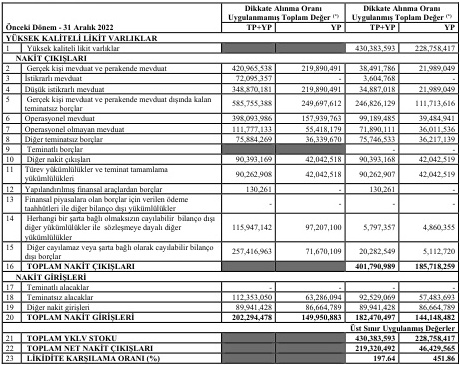 Dikkate Alınma Oranı Dikkate Alınma Oranı
Uygulanmamış Toplam Değer (*) Uygulanmış Toplam Değer (*)
Önceki Dönem - 31 Aralık 2022 TP+YP YP TP+YP YP
YÜKSEK KALİTELİ LİKİT VARLIKLAR
1 Yüksek kaliteli likit varlıklar 430,383,593 228,758,417
NAKİT ÇIKIŞLARI
2 Gerçek kişi mevduat ve perakende mevduat 420,965,538 219,890,491 38,491,786 21,989,049
3 İstikrarlı mevduat 72,095,357 - 3,604,768 -
4 Düşük istikrarlı mevduat 348,870,181 219,890,491 34,887,018 21,989,049
5 Gerçek kişi mevduat ve perakende mevduat dışında kalan
teminatsız borçlar 585,755,388 249,697,612 246,826,129 111,713,616
6 Operasyonel mevduat 398,093,986 157,939,763 99,189,485 39,484,941
7 Operasyonel olmayan mevduat 111,777,133 55,418,179 71,890,111 36,011,536
8 Diğer teminatsız borçlar 75,884,269 36,339,670 75,746,533 36,217,139
9 Teminatlı borçlar - -
10 Diğer nakit çıkışları 90,393,169 42,042,518 90,393,168 42,042,519
11 Türev yükümlülükler ve teminat tamamlama
yükümlülükleri 90,262,908 42,042,518 90,262,907 42,042,519
12 Yapılandırılmış finansal araçlardan borçlar 130,261 - 130,261 -
13 Finansal piyasalara olan borçlar için verilen ödeme
taahhütleri ile diğer bilanço dışı yükümlülükler - - - -
14 Herhangi bir şarta bağlı olmaksızın cayılabilir bilanço dışı
diğer yükümlülükler ile sözleşmeye dayalı diğer
yükümlülükler 115,947,142 97,207,100 5,797,357 4,860,355
15 Diğer cayılamaz veya şarta bağlı olarak cayılabilir bilanço
dışı borçlar 257,416,963 71,670,109 20,282,549 5,112,720
16 TOPLAM NAKİT ÇIKIŞLARI 401,790,989 185,718,259
NAKİT GİRİŞLERİ
17 Teminatlı alacaklar - - - -
18 Teminatsız alacaklar 112,353,050 63,286,094 92,529,069 57,483,693
19 Diğer nakit girişleri 89,941,428 86,664,789 89,941,428 86,664,789
20 TOPLAM NAKİT GİRİŞLERİ 202,294,478 149,950,883 182,470,497 144,148,482
Üst Sınır Uygulanmış Değerler
21 TOPLAM YKLV STOKU 430,383,593 228,758,417
22 TOPLAM NET NAKİT ÇIKIŞLARI 219,320,492 46,429,565
23 LİKİDİTE KARŞILAMA ORANI (%) 197.64 451.86